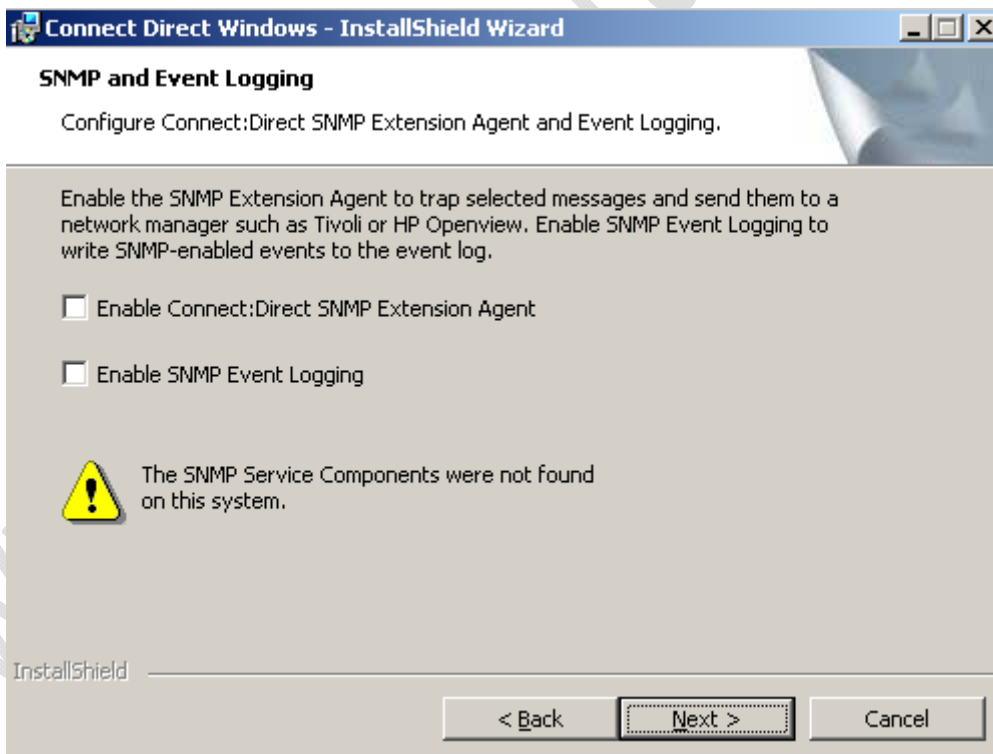 Connect Direct Windows - InstallShield Wizard
SNMP and Event Logging
Configure Connect:Direct SNMP Extension Agent and Event Logging.
Enable the SNMP Extension Agent to trap selected messages and send them to a
network manager such as Tivoli or HP Openview. Enable SNMP Event Logging to
write SNMP-enabled events to the event log.
Enable Connect:Direct SNMP Extension Agent
Enable SNMP Event Logging
The SNMP Service Components were not found
on this system.
InstallShield
< Back
Next >
Cancel